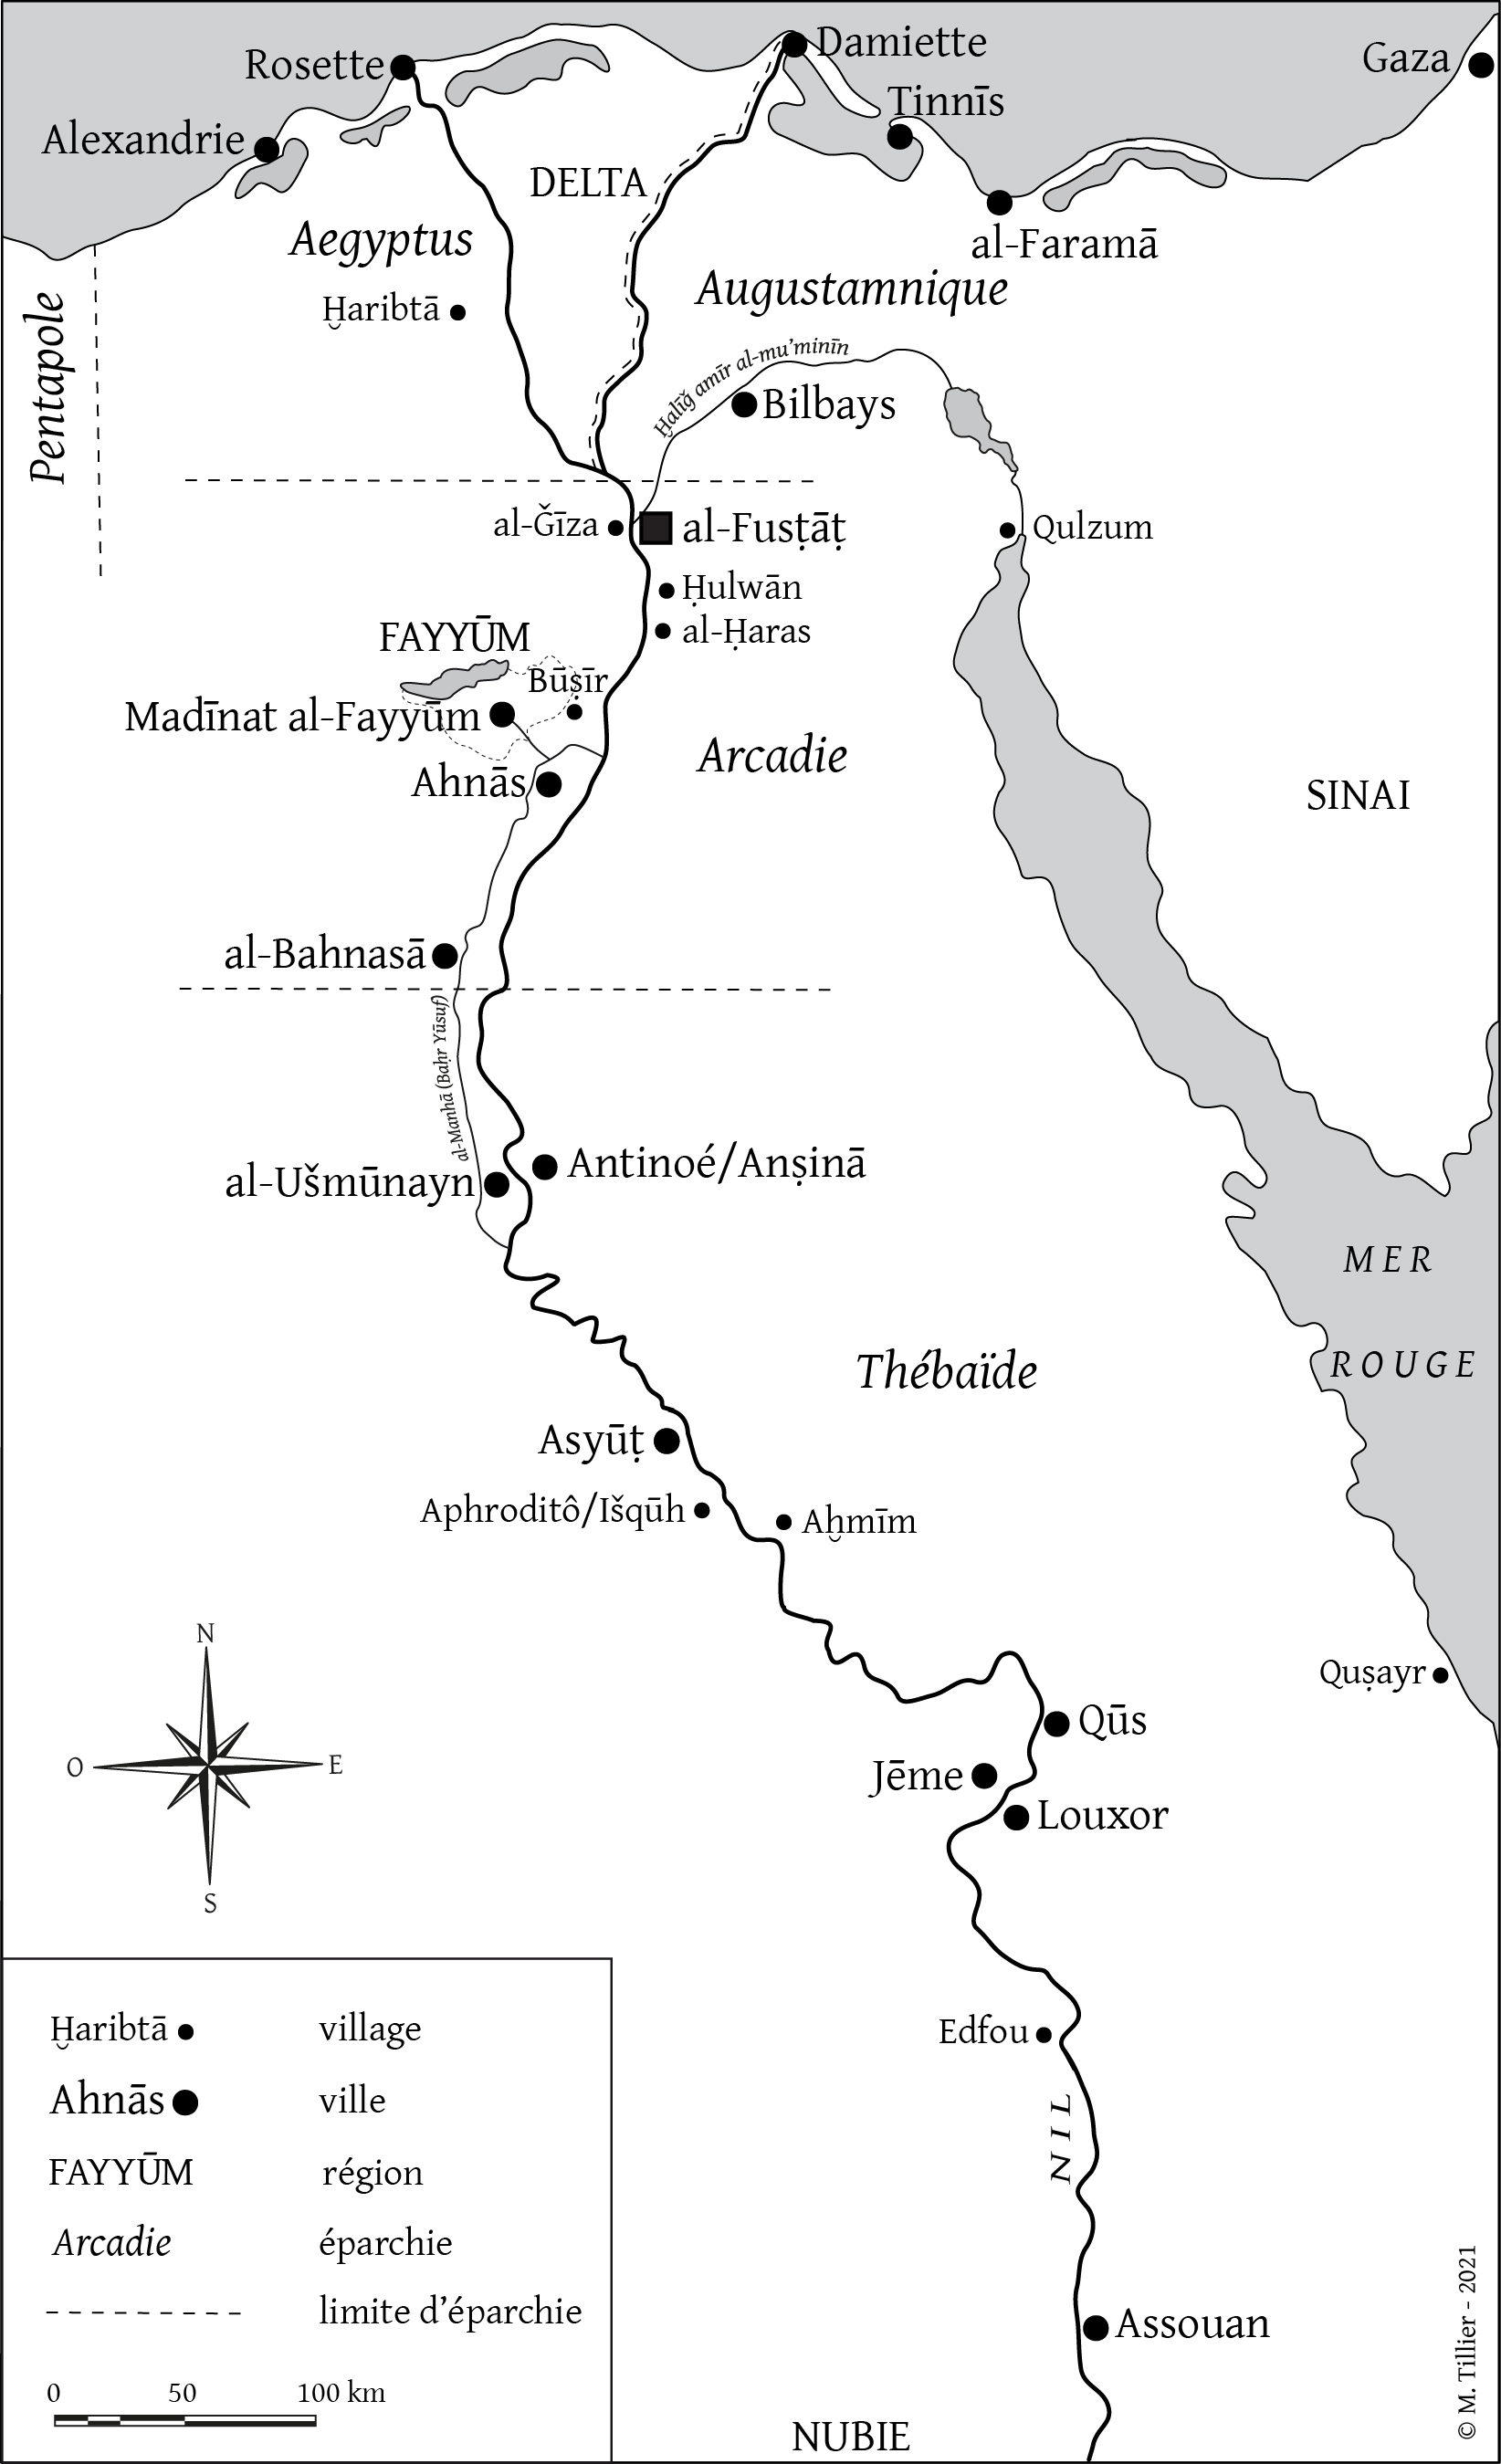 Rosette
Damiette
Gaza
Tinnīs
Alexandrie
DELTA
Aegyptus
al-Faramā
Augustamnique
Ḫaribtā
Pentapole
Ḫalīǧ amīr al-mu’minīn
Bilbays
al-Ǧīza
al-Fusṭāṭ
Qulzum
Ḥulwān
al-Ḥaras
FAYYŪM
Būṣīr
Madīnat al-Fayyūm
Arcadie
Ahnās
SINAI
al-Bahnasā
al-Manhā (Baḥr Yūsuf)
Antinoé/Anṣinā
al-Ušmūnayn
MER
ROUGE
Thébaïde
Asyūṭ
Aphroditô/Išqūh
Aḫmīm
N
O
E
S
Quṣayr
Qūs
Jēme
Louxor
Edfou
NIL
Assouan
NUBIE
Ḫaribtā village
Ahnās ville
FAYYŪM région
Arcadie éparchie
limite d’éparchie
0 50 100 km
© M. Tillier - 2021